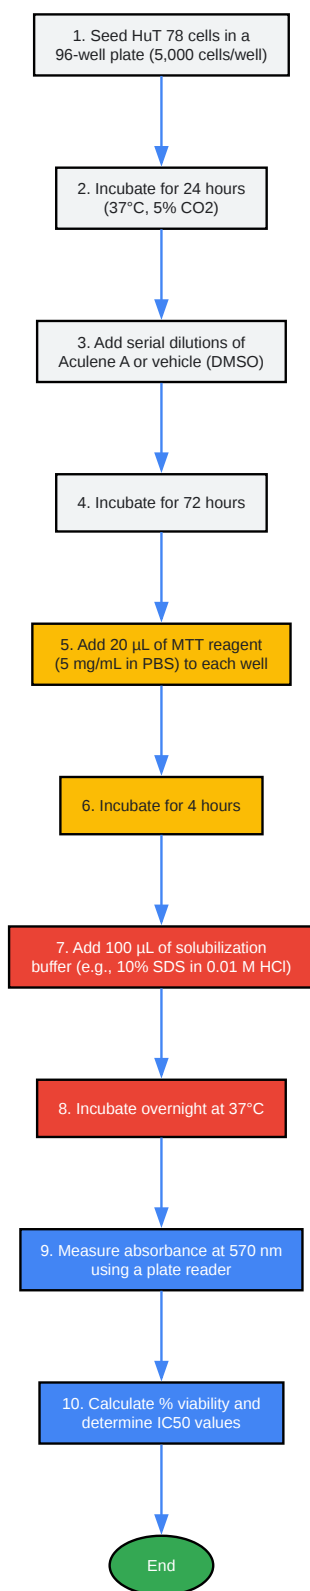 1. Seed HuT 78 cells in a
96-well plate (5,000 cells/well)
2. Incubate for 24 hours
(37°C, 5% CO2)
3. Add serial dilutions of
Aculene A or vehicle (DMSO)
4. Incubate for 72 hours
5. Add 20 µL of MTT reagent
(5 mg/mL in PBS) to each well
6. Incubate for 4 hours
7. Add 100 µL of solubilization
buffer (e.g., 10% SDS in 0.01 M HCl)
8. Incubate overnight at 37°C
9. Measure absorbance at 570 nm
using a plate reader
10. Calculate % viability and
determine IC50 values
End